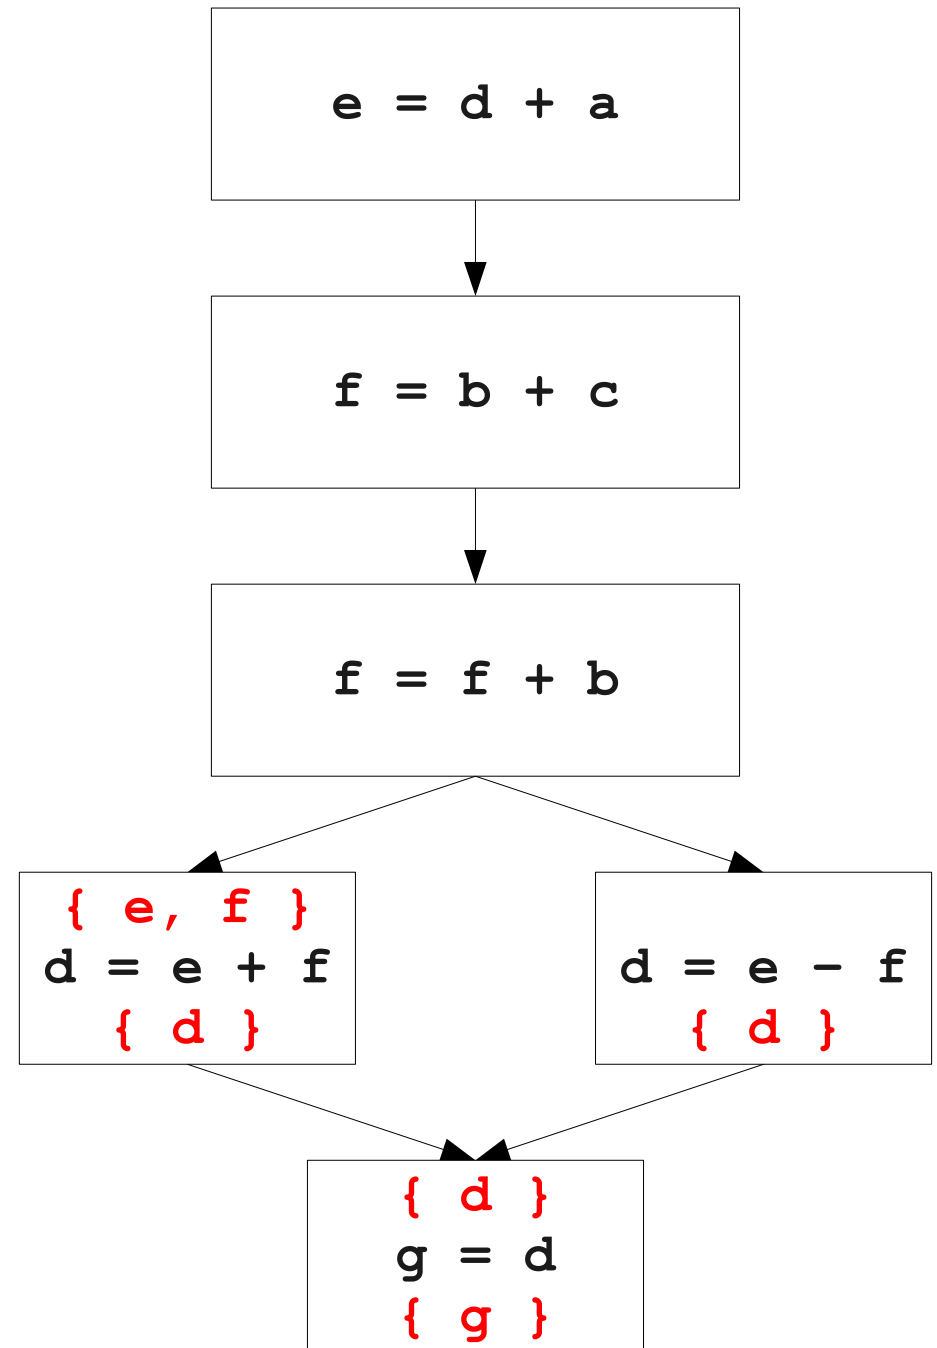 e = d + a
f = b + c
f = f + b
{ e, f }
d = e + f
{ d }
d = e - f
{ d }
{ d }
g = d
{ g }